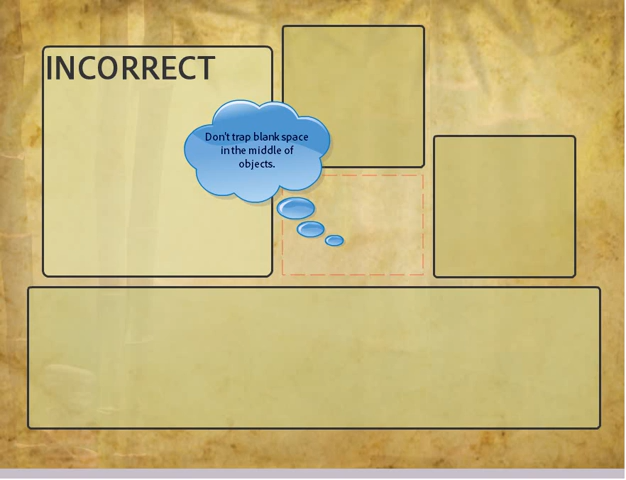 INCORRECT
Don't trap blank space
in the middle of
objects.